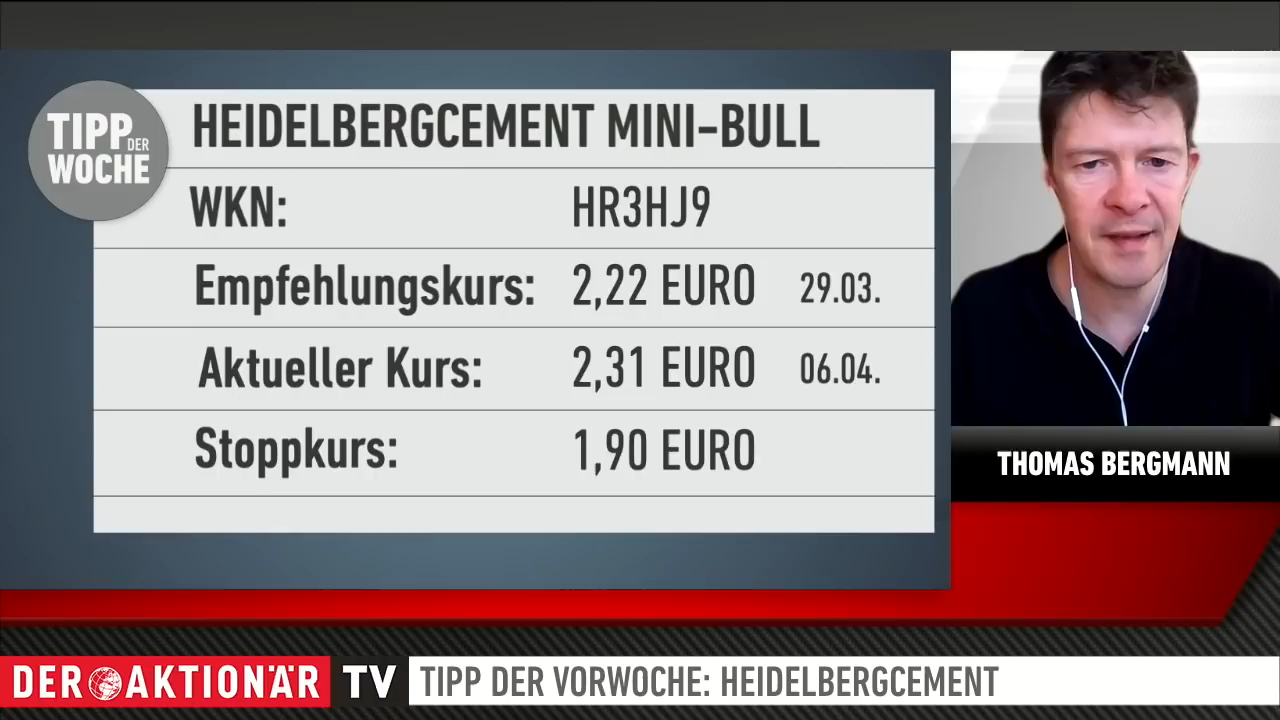 TIPP DER
WOCHE
HEIDELBERGCEMENT MINI-BULL
WKN: HR3HJ9
Empfehlungskurs: 2,22 EURO 29.03.
Aktueller Kurs: 2,31 EURO 06.04.
Stoppkurs: 1,90 EURO
THOMAS BERGMANN
DER AKTIONÄR TV
TIPP DER VORWOCHE: HEIDELBERGCEMENT